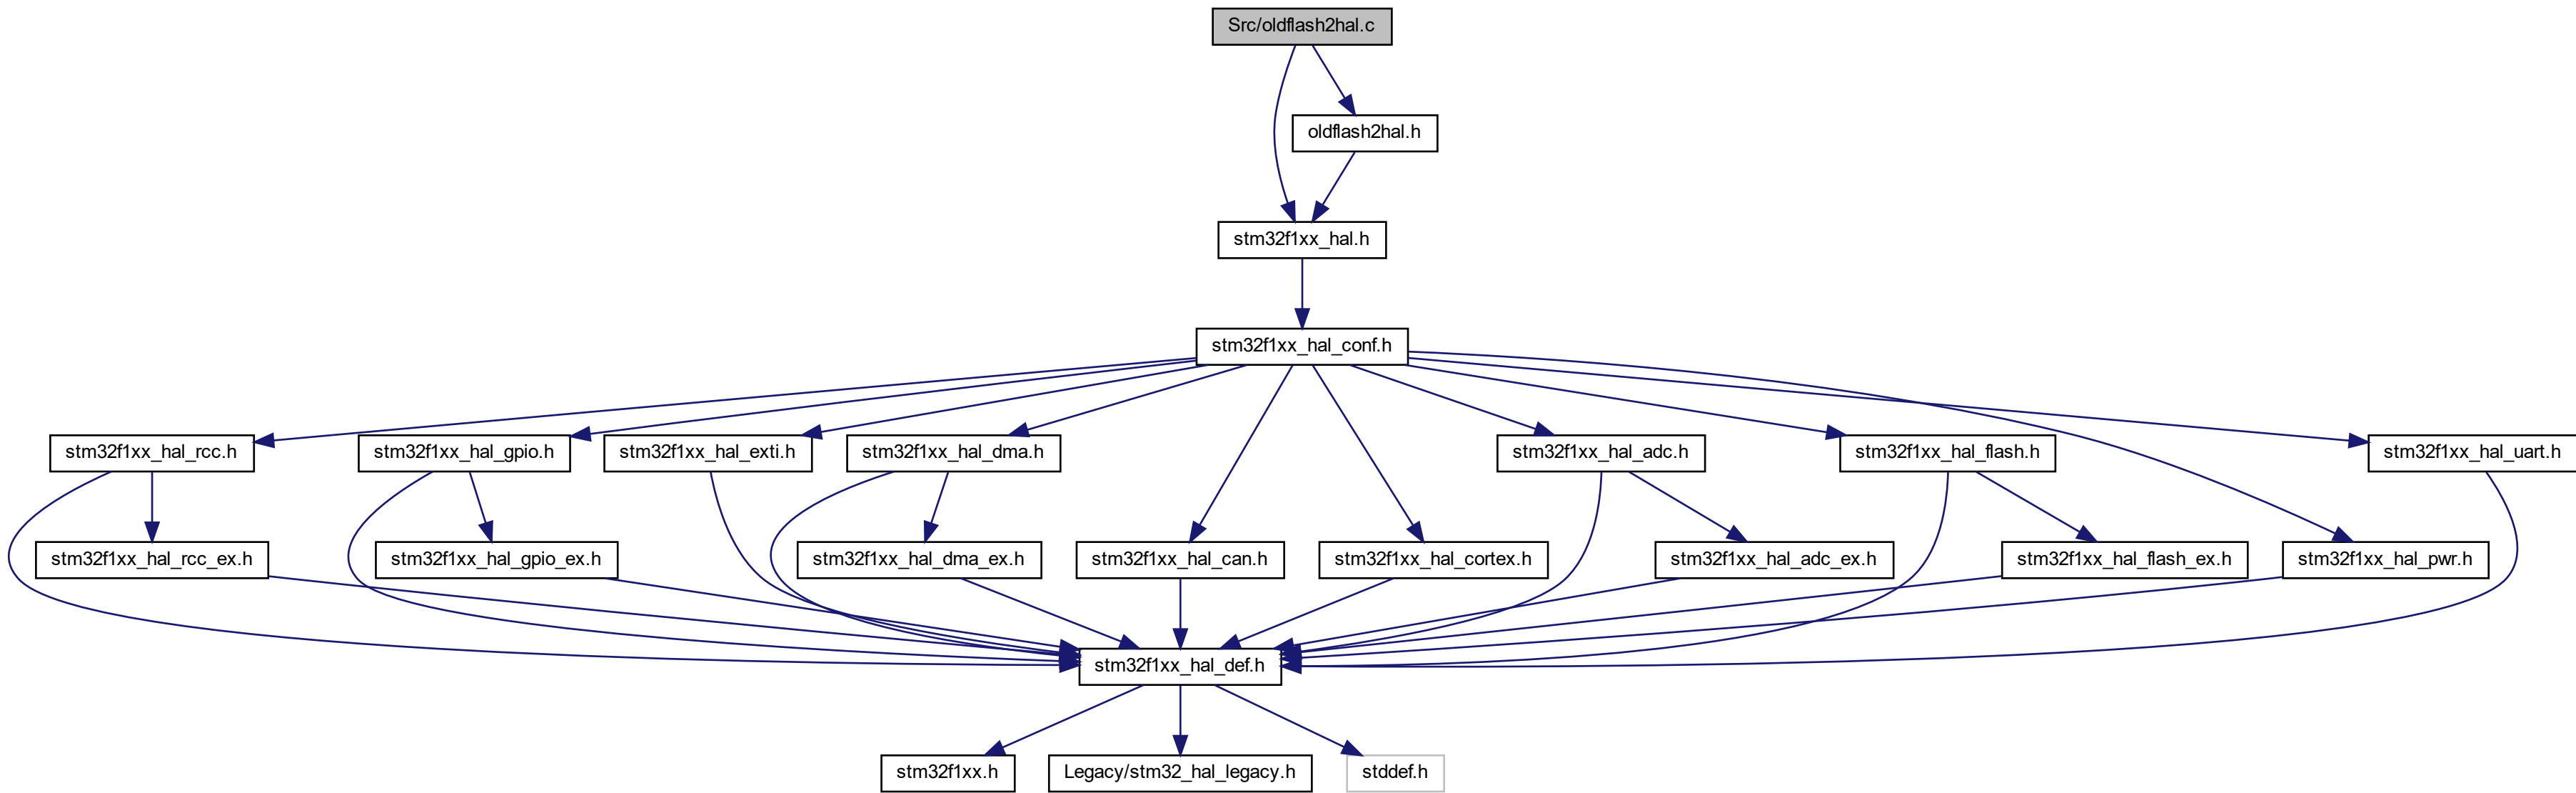 Src/oldflash2hal.c
oldflash2hal.h
stm32f1xx_hal.h
stm32f1xx_hal_conf.h
stm32f1xx_hal_rcc.h
stm32f1xx_hal_gpio.h
stm32f1xx_hal_exti.h
stm32f1xx_hal_dma.h
stm32f1xx_hal_adc.h
stm32f1xx_hal_flash.h
stm32f1xx_hal_uart.h
stm32f1xx_hal_rcc_ex.h
stm32f1xx_hal_gpio_ex.h
stm32f1xx_hal_dma_ex.h
stm32f1xx_hal_can.h
stm32f1xx_hal_cortex.h
stm32f1xx_hal_adc_ex.h
stm32f1xx_hal_flash_ex.h
stm32f1xx_hal_pwr.h
stm32f1xx_hal_def.h
stm32f1xx.h
Legacy/stm32_hal_legacy.h
stddef.h